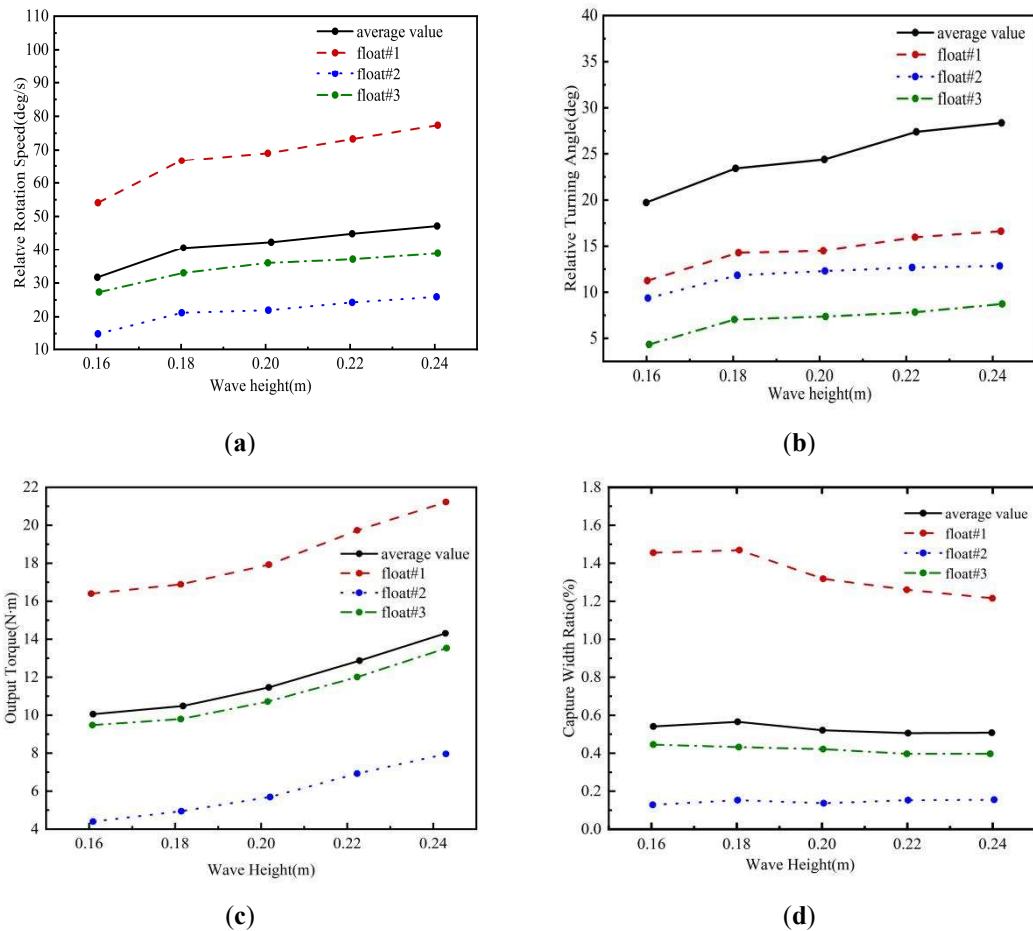 110
100
90
80
70
60
50
40
30
20
10
Relatve Rotation Speed(deg/s)
average value
float#1
float#2
float#3
0.16 0.18 0.20 0.22 0.24
Wave height(m)
(a)
40
35
30
25
20
15
10
5
Relative Turning Angle(deg)
average value
float#1
float#2
float#3
0.16 0.18 0.20 0.22 0.24
Wave height(m)
(b)
22
20
18
16
14
12
10
8
6
4
Output Torque(N·m)
average value
float#1
float#2
float#3
0.16 0.18 0.20 0.22 0.24
Wave Height(m)
(c)
1.8
1.6
1.4
1.2
1.0
0.8
0.6
0.4
0.2
0.0
Capture Width Ratio(%)
average value
float#1
float#2
float#3
0.16 0.18 0.20 0.22 0.24
Wave Height(m)
(d)